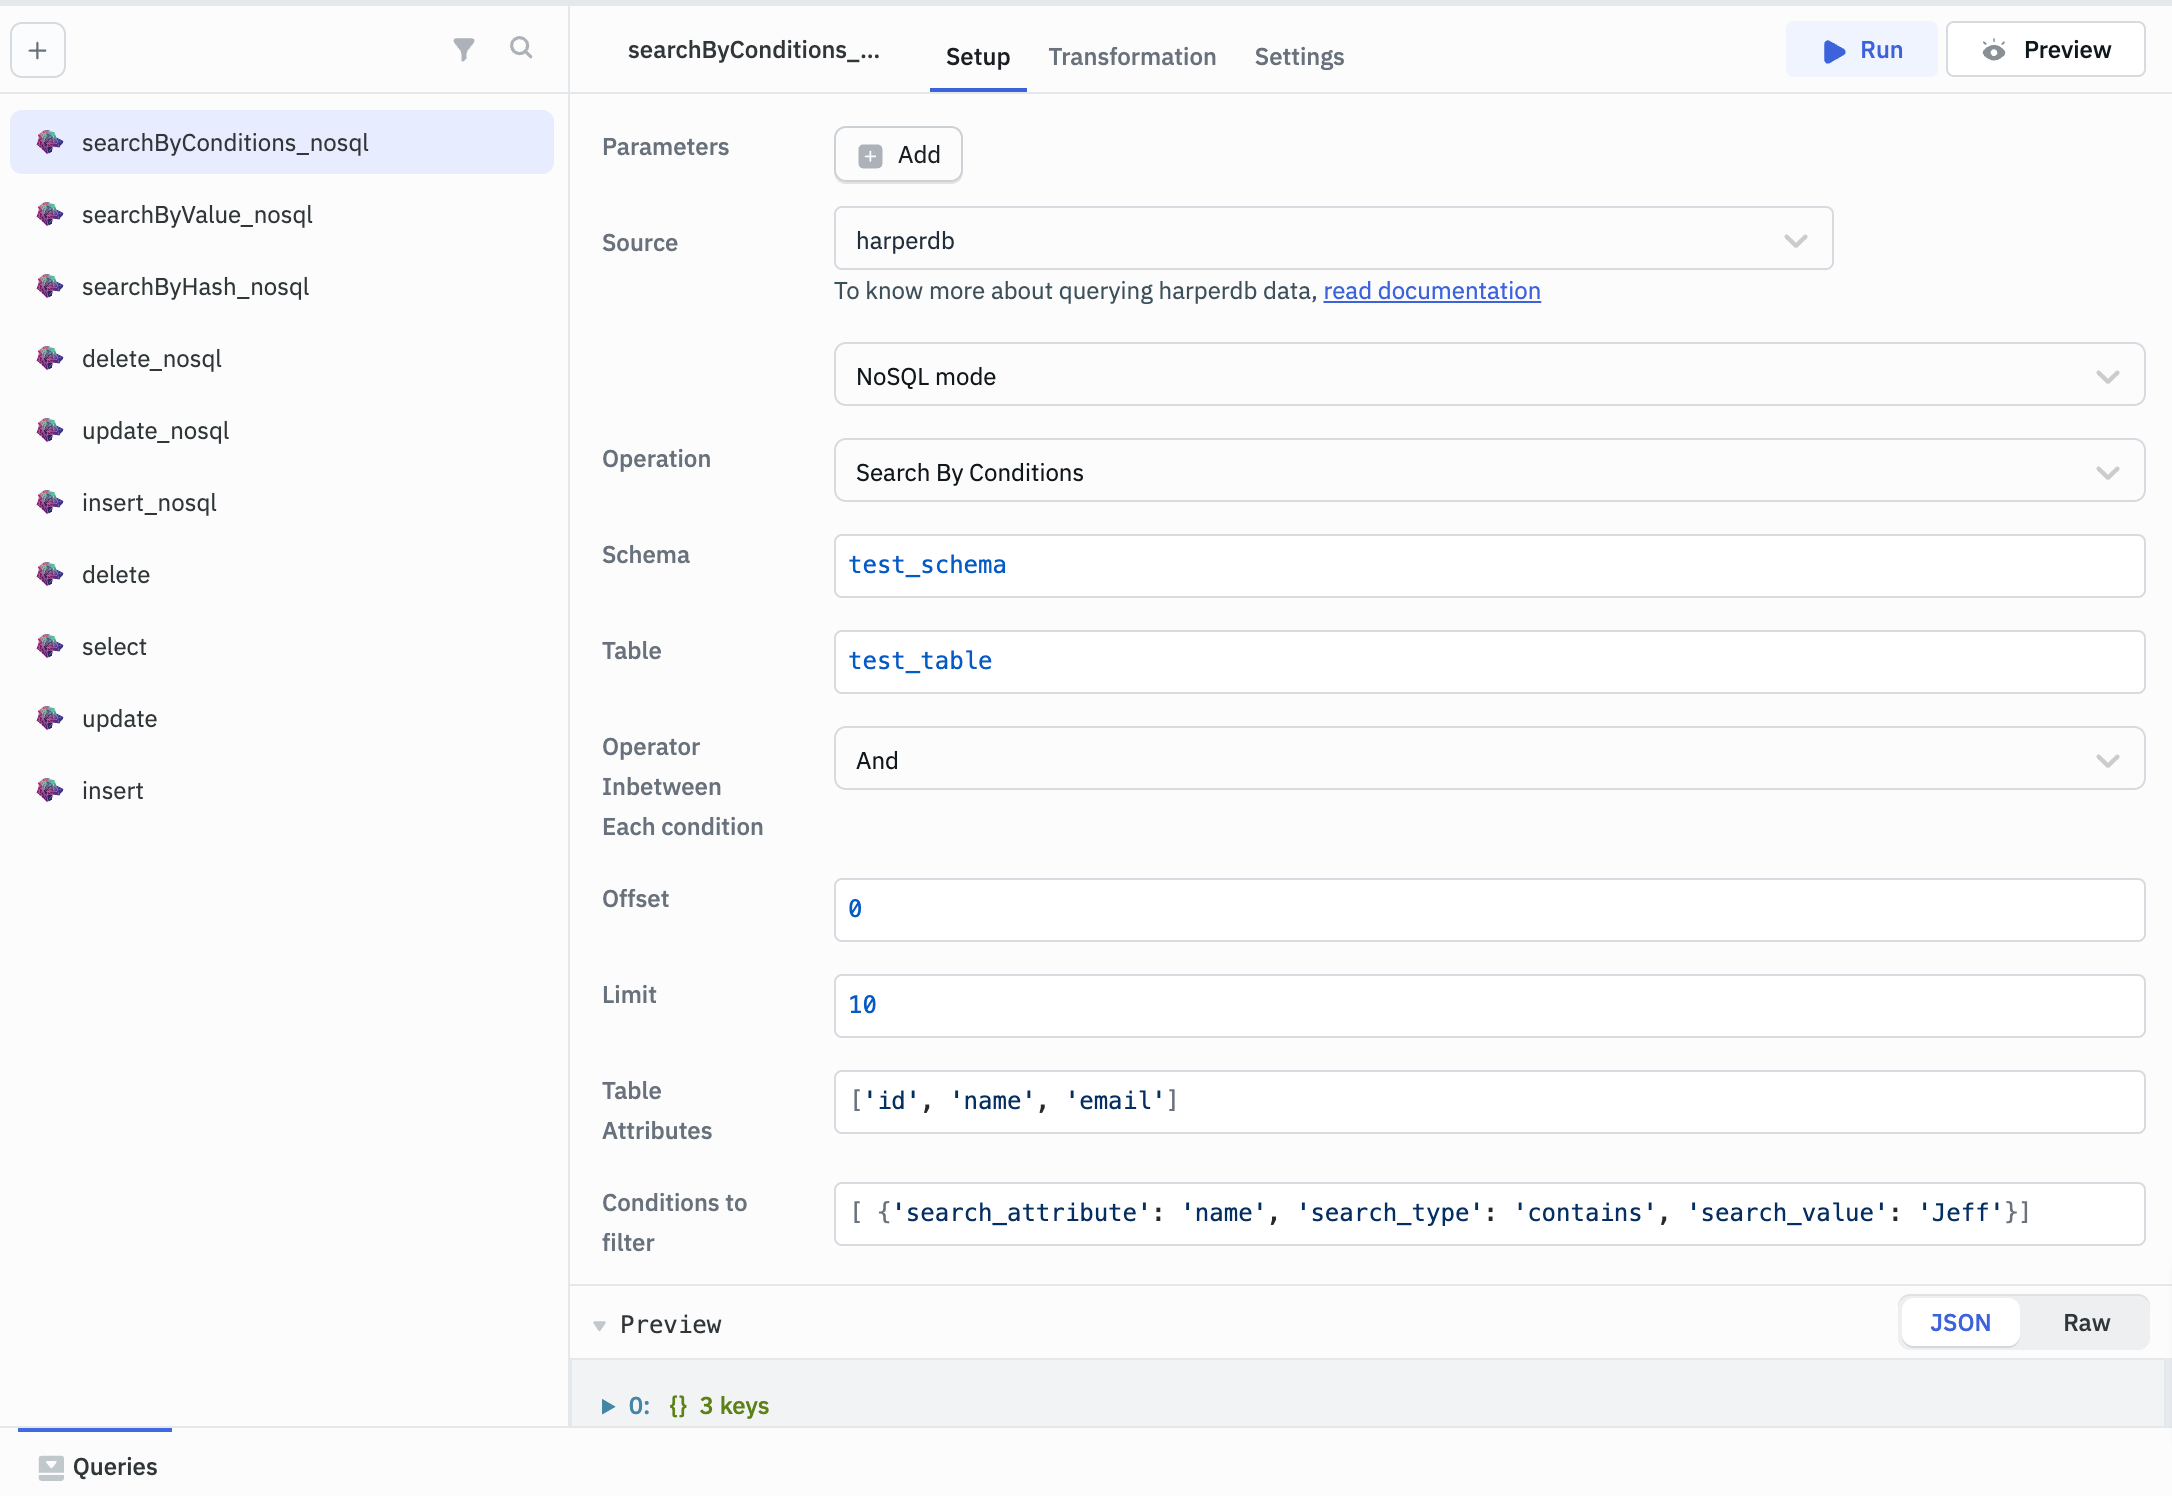 searchByConditions_...
Setup
Transformation
Settings
Run
Preview
searchByConditions_nosql
searchByValue_nosql
searchByHash_nosql
delete_nosql
update_nosql
insert_nosql
delete
select
update
insert
Parameters
Add
Source
harperdb
To know more about querying harperdb data, read documentation
NoSQL mode
Operation
Search By Conditions
Schema
test_schema
Table
test_table
Operator
Inbetween
Each condition
And
Offset
0
Limit
10
Table
Attributes
['id', 'name', 'email']
Conditions to
filter
[ {'search_attribute': 'name', 'search_type': 'contains', 'search_value': 'Jeff'}]
Preview
JSON
Raw
0: {} 3 keys
Queries